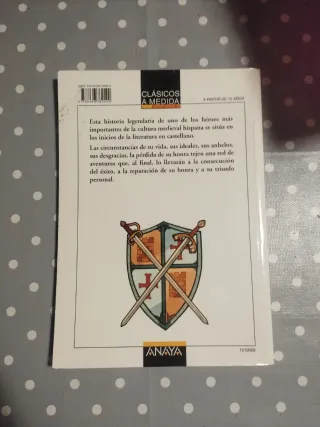 CLÁSICOS
A MEDIDA
A PARTIR DE 12 AÑOS
Esta historia legendaria de uno de los héroes más
importantes de la cultura medieval hispana se sitúa en
los inicios de la literatura en castellano.
Las circunstancias de su vida, sus ideales, sus anhelos,
sus desgracias, la pérdida de su honra tejen una red de
aventuras que, al final, lo llevarán a la consecución
del éxito, a la reparación de su honra y a su triunfo
personal.
ANAYA